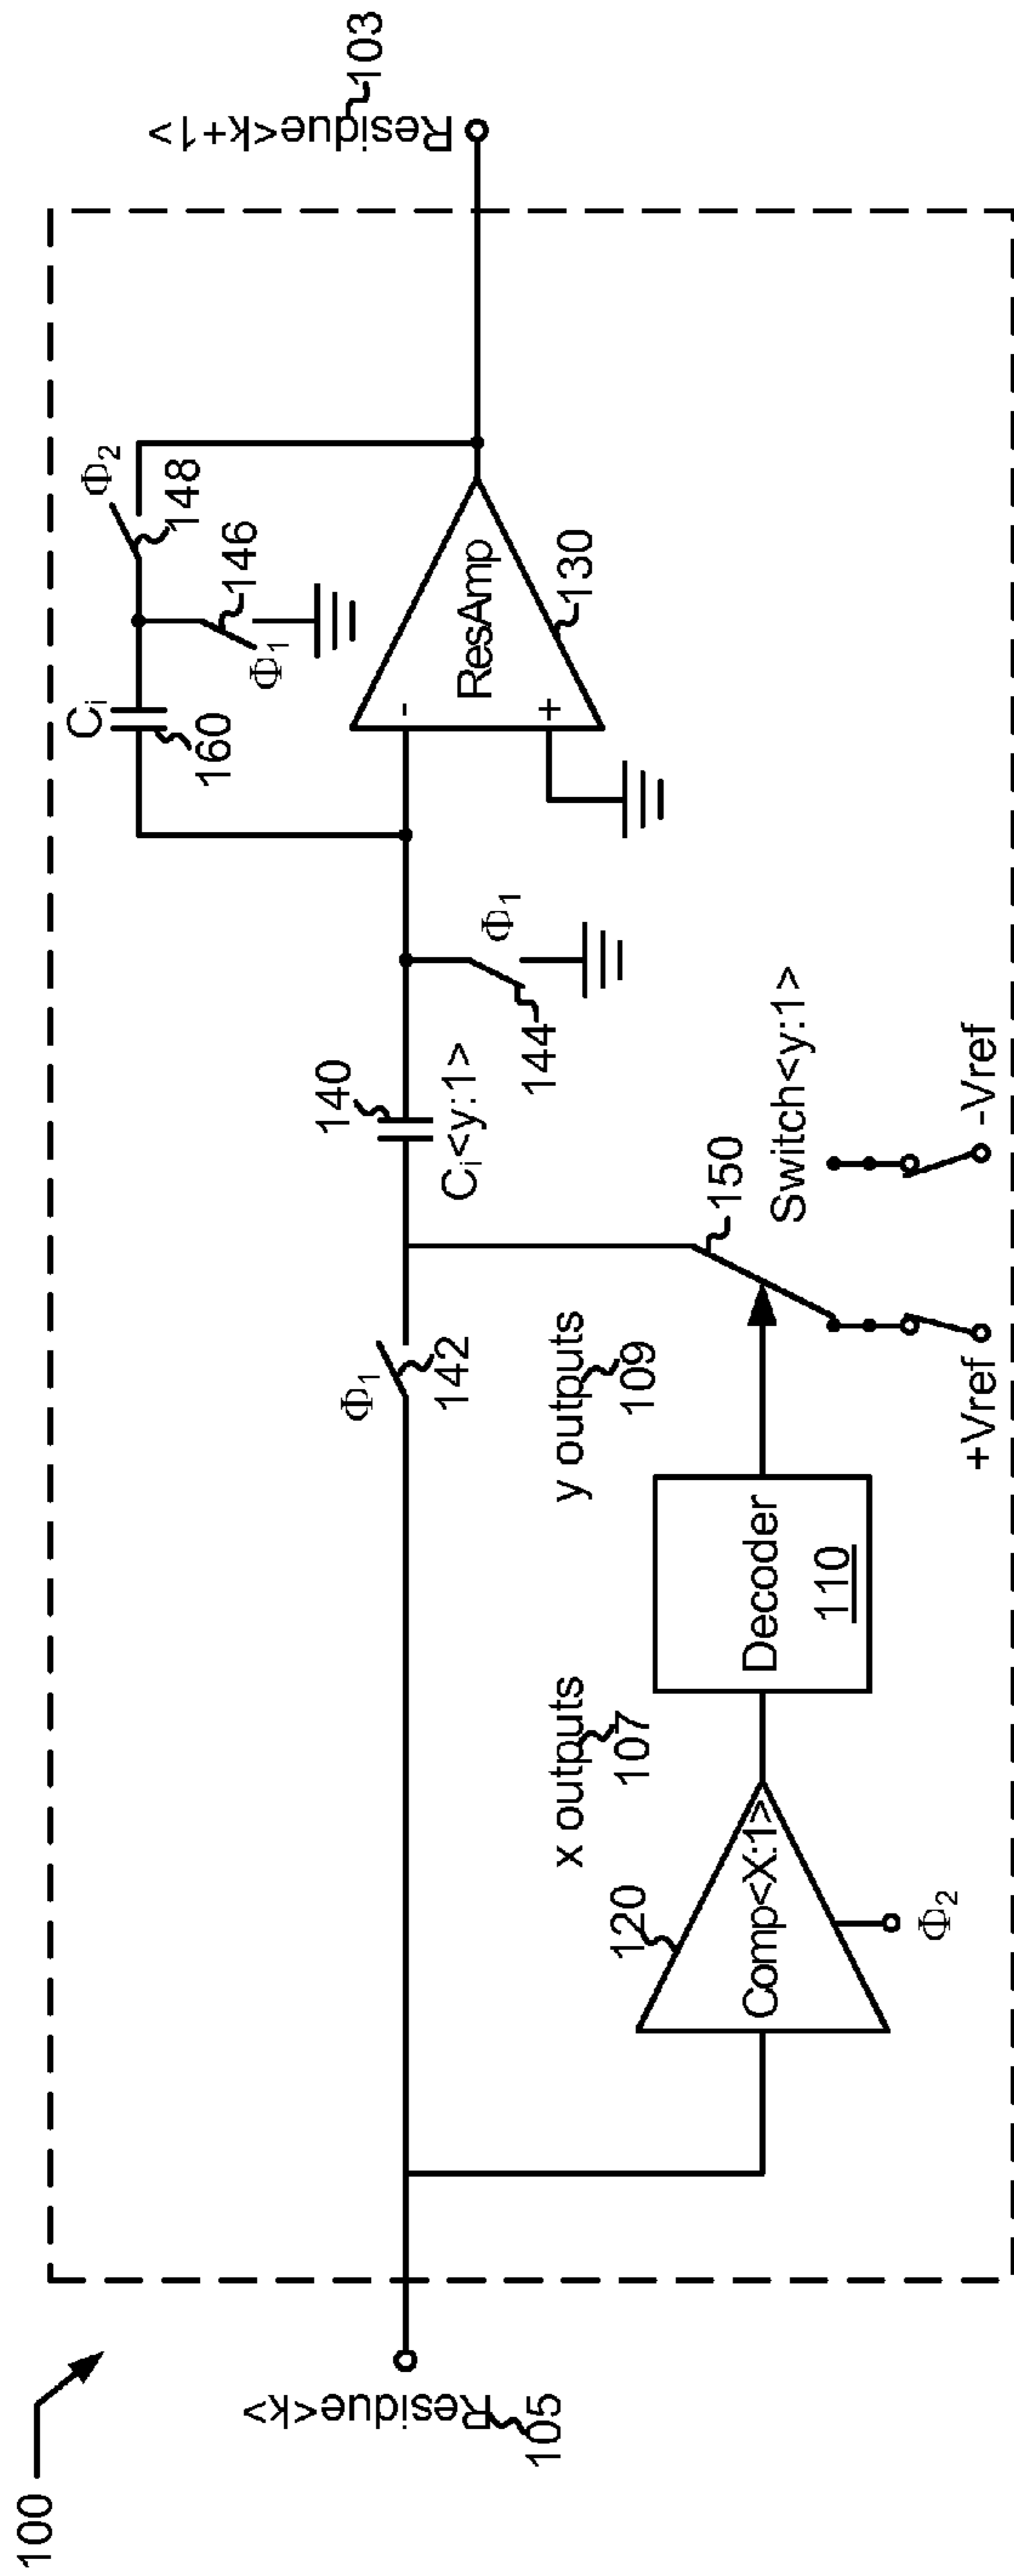 100
Residue<k>
105
Φ1
142
140
Ci<y:1>
Φ1
144
Ci
160
Φ1
146
Φ2
148
-
+
ResAmp
130
Residue<k+1>
103
120
Comp<X:1>
Φ2
x outputs
107
Decoder
110
y outputs
109
150
Switch<y:1>
+Vref
-Vref